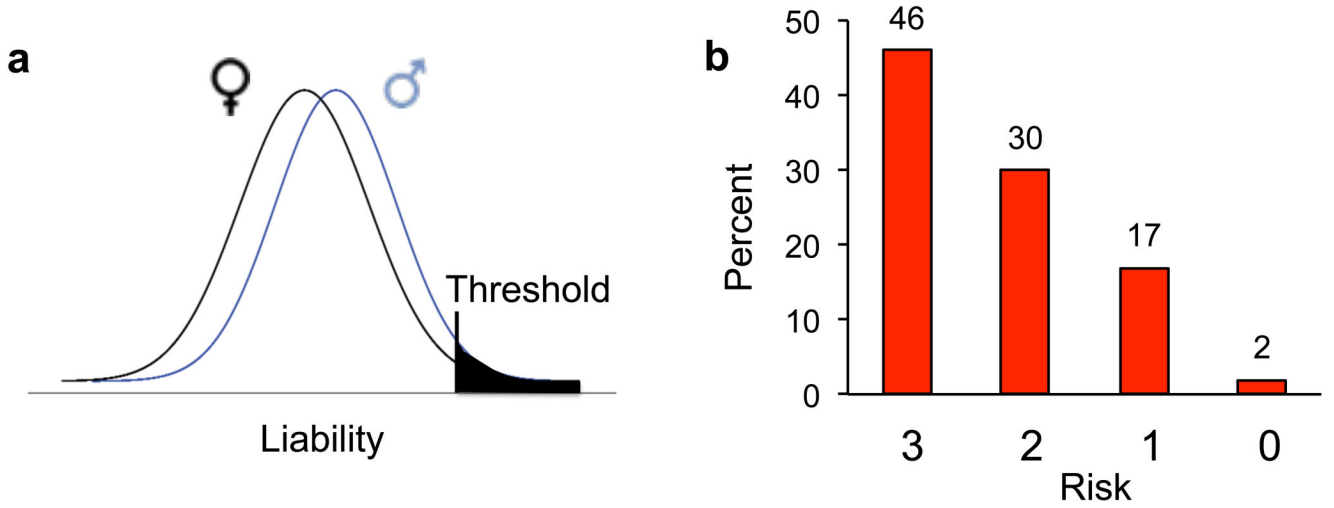 a
♀
♂
Threshold
Liability
b
Percent
50
40
30
20
10
0
46
30
17
2
3 2 1 0
Risk